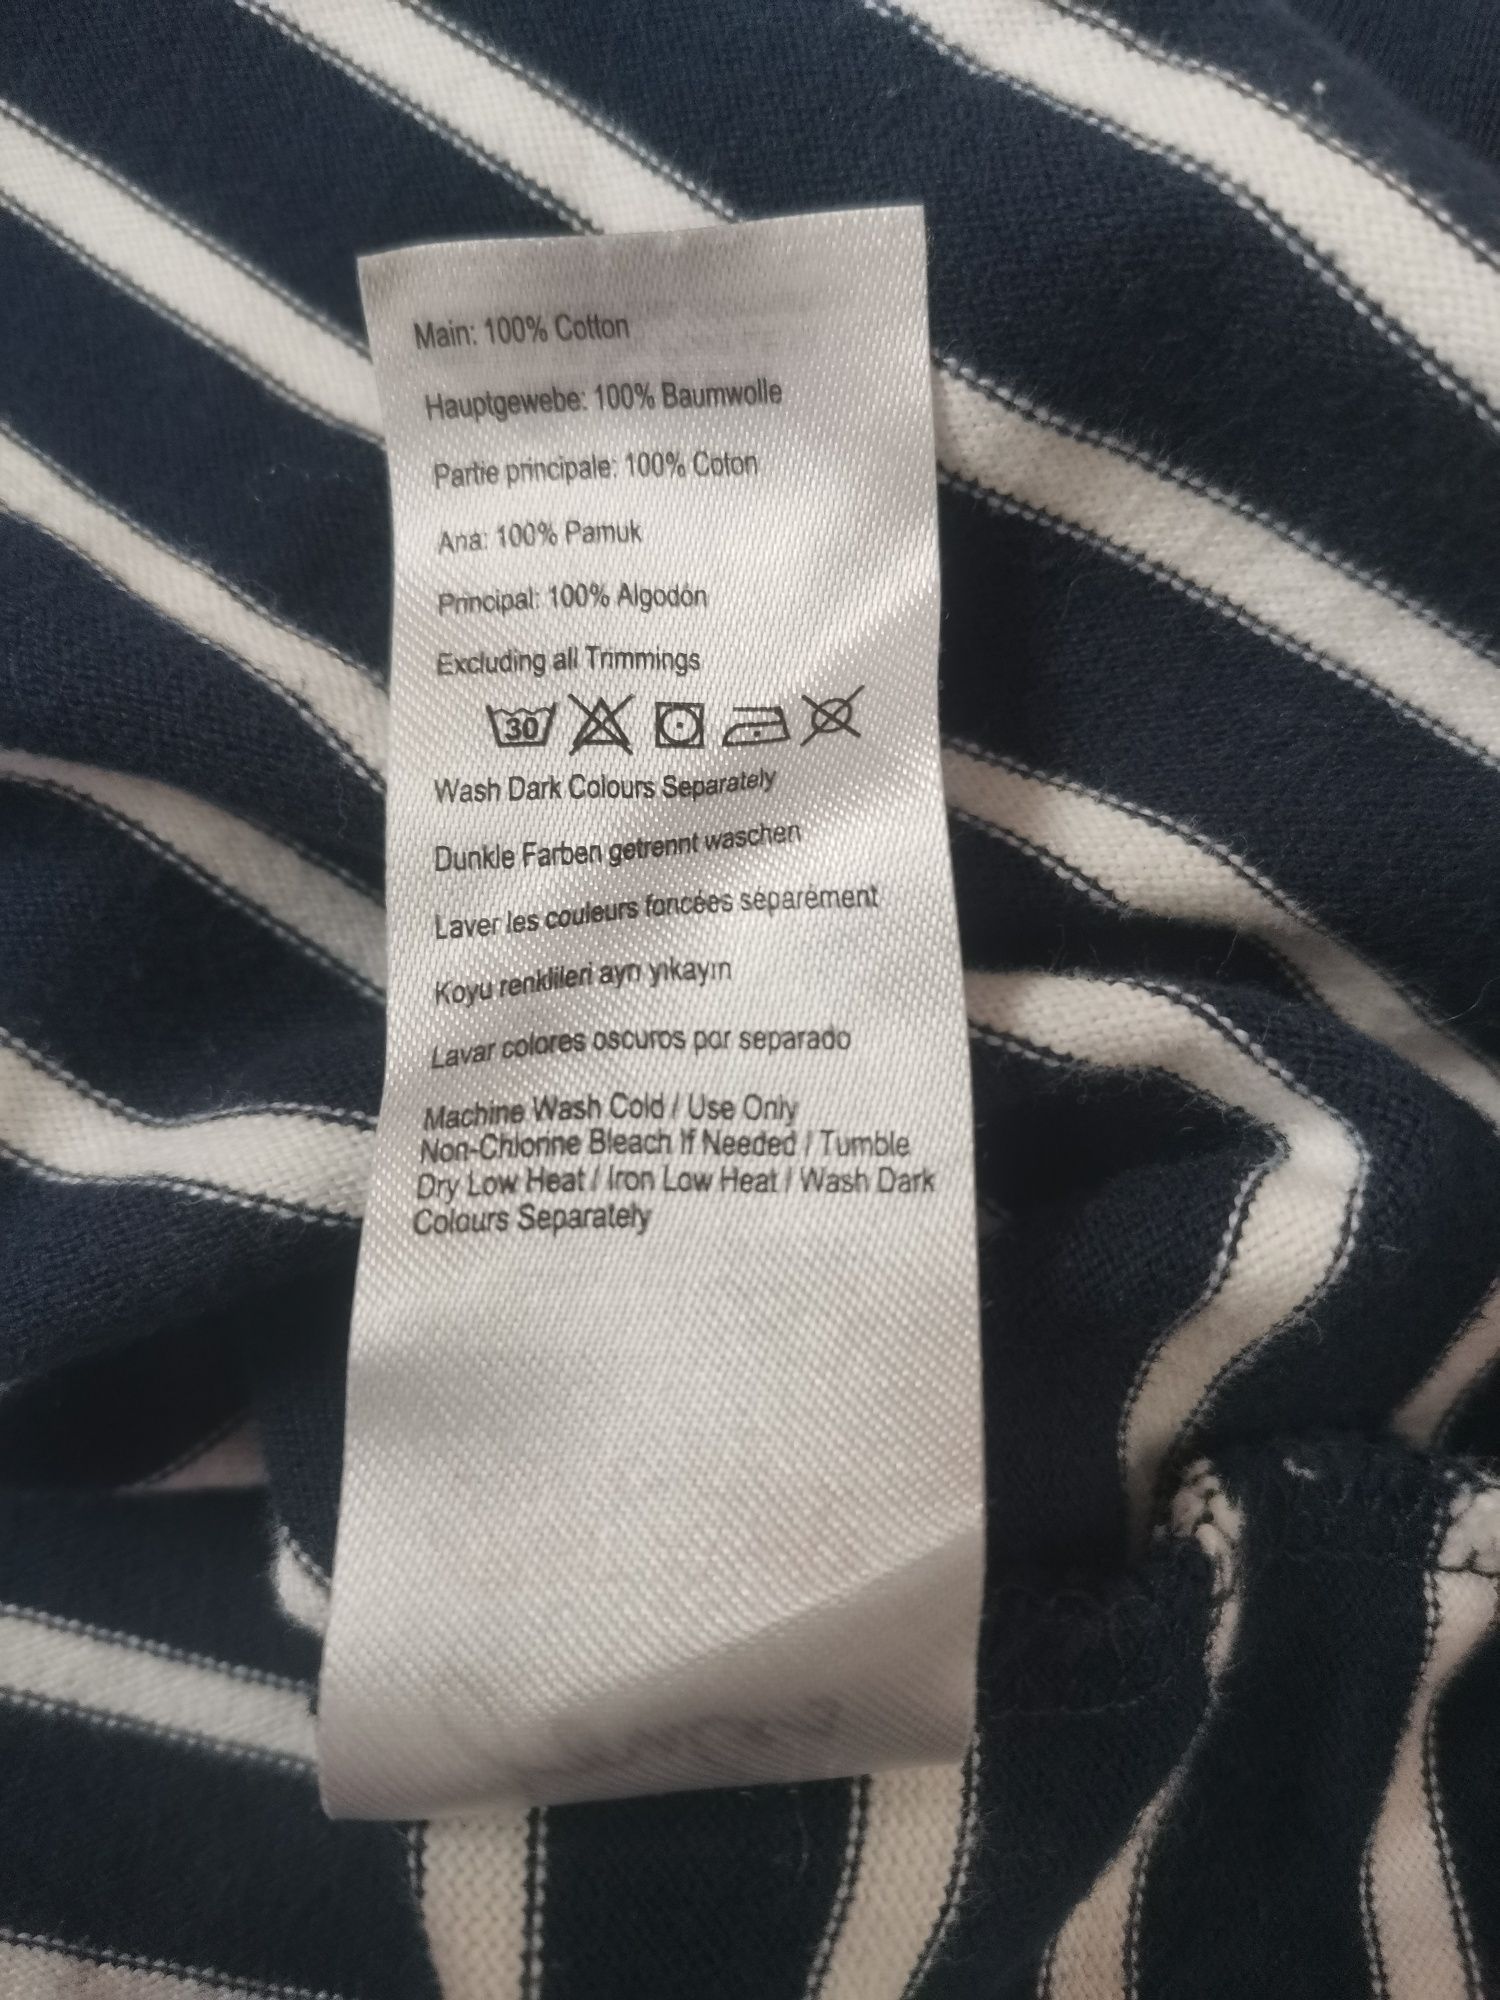 Main: 100% Cotton
Hauptgewebe: 100% Baumwolle
Partie principale: 100% Coton
Ana: 100% Pamuk
Principal: 100% Algodón
Excluding all Trimmings
30
Wash Dark Colours Separately
Dunkle Farben getrennt waschen
Laver les couleurs foncées séparément
Koyu renklileri ayrı yıkayın
Lavar colores oscuros por separado
Machine Wash Cold / Use Only
Non-Chlorine Bleach If Needed / Tumble
Dry Low Heat / Iron Low Heat / Wash Dark
Colours Separately